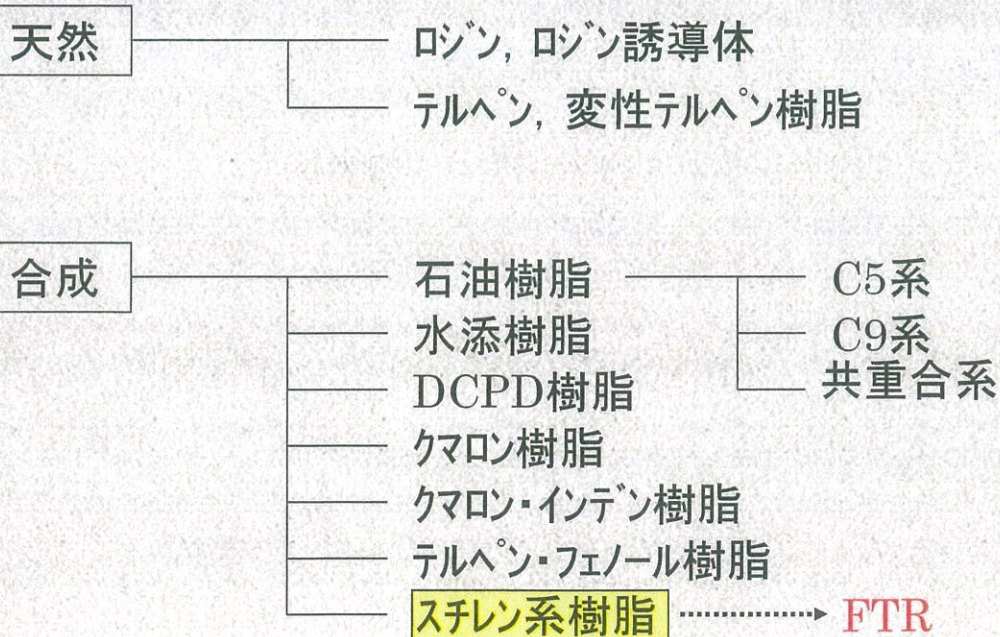 天然 ロジン, ロジン誘導体
テルペン, 変性テルペン樹脂
合成 石油樹脂 C5系
水添樹脂 C9系
DCPD樹脂 共重合系
クマロン樹脂
クマロン・インデン樹脂
テルペン・フェノール樹脂
スチレン系樹脂 FTR